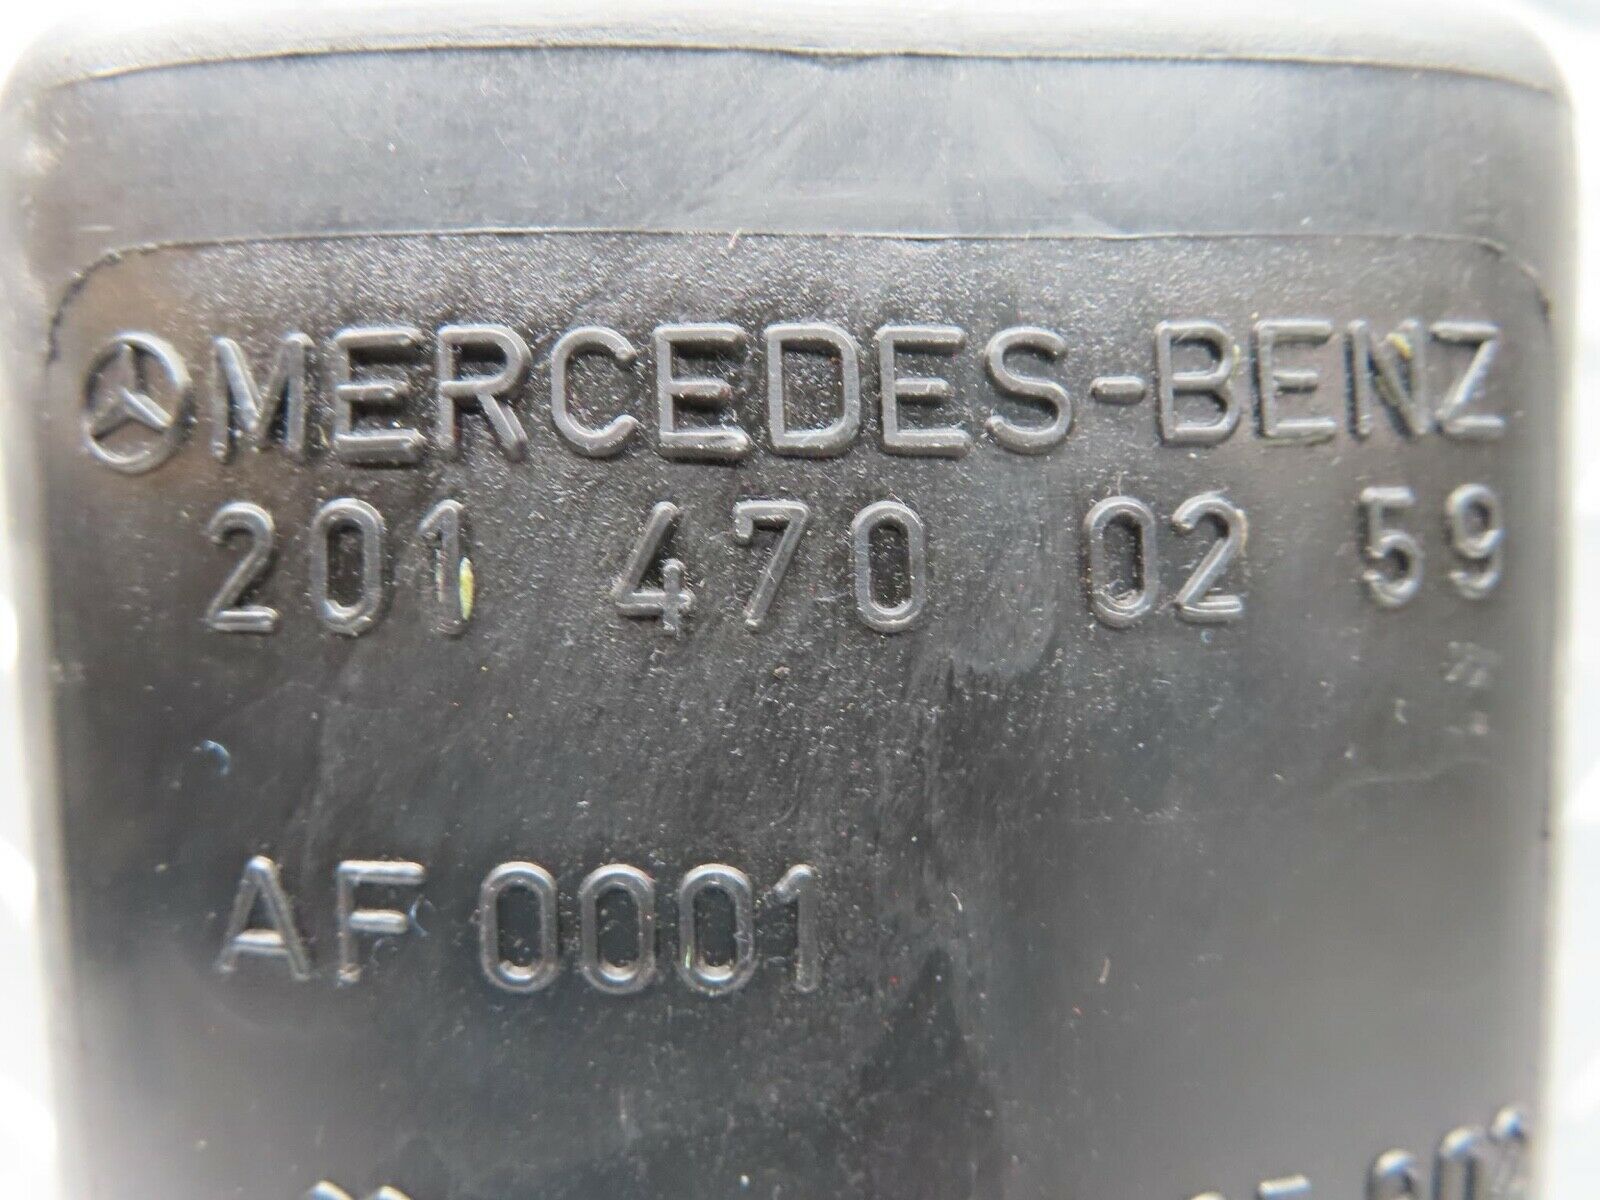 MERCEDES-BENZ
201 470 02 59
AF 0001